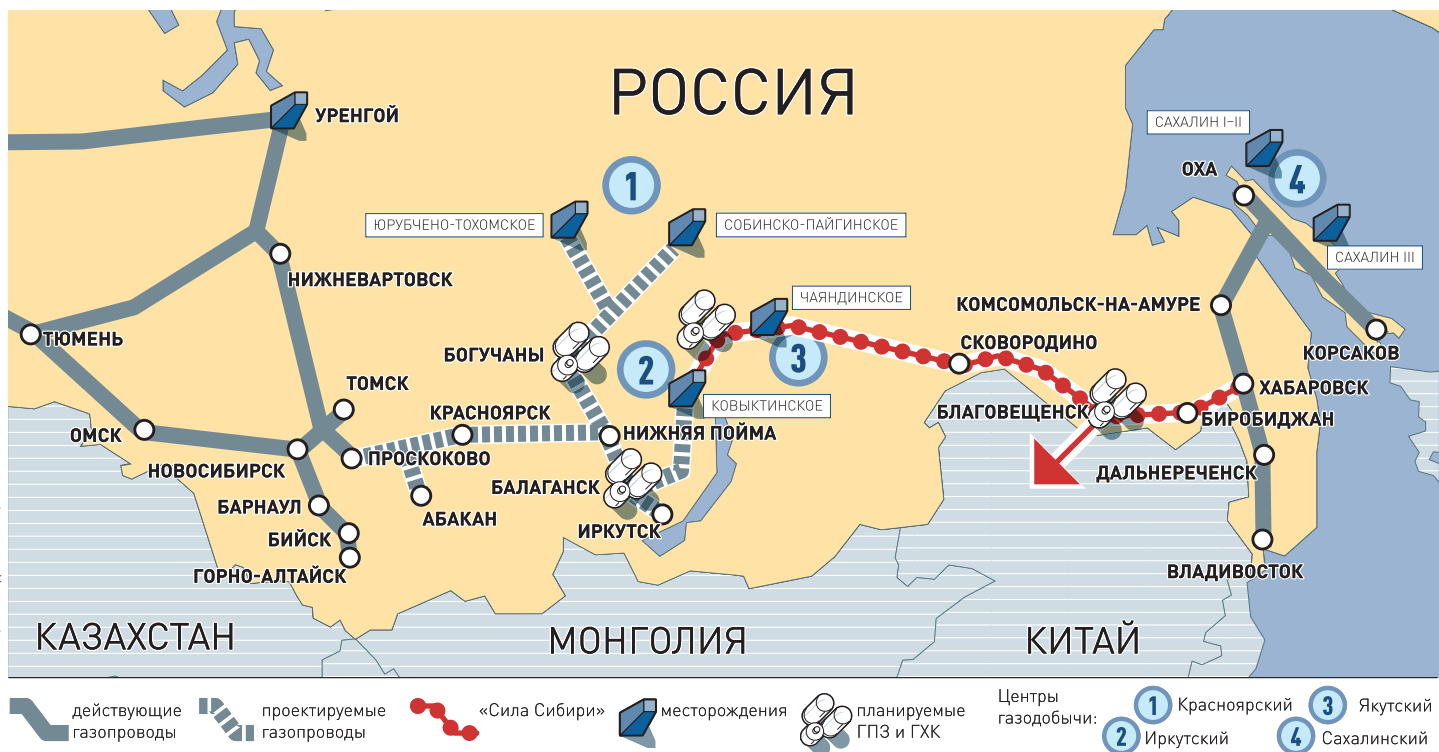 РОССИЯ
УРЕНГОЙ
САХАЛИН I–II
ОХА
4
1
ЮРУБЧЕНО-ТОХОМСКОЕ
СОБИНСКО-ПАЙГИНСКОЕ
САХАЛИН III
НИЖНЕВАРТОВСК
ЧАЯНДИНСКОЕ
КОМСОМОЛЬСК-НА-АМУРЕ
ТЮМЕНЬ
БОГУЧАНЫ
2
3
СКОВОРОДИНО
КОРСАКОВ
ТОМСК
КОВЫКТИНСКОЕ
ХАБАРОВСК
КРАСНОЯРСК
БЛАГОВЕЩЕНСК
БИРОБИДЖАН
ОМСК
НИЖНЯЯ ПОЙМА
НОВОСИБИРСК
ПРОСКОКОВО
ДАЛЬНЕРЕЧЕНСК
БАЛАГАНСК
БАРНАУЛ
АБАКАН
ИРКУТСК
БИЙСК
ГОРНО-АЛТАЙСК
ВЛАДИВОСТОК
КАЗАХСТАН
МОНГОЛИЯ
КИТАЙ
действующие
газопроводы
проектируемые
газопроводы
«Сила Сибири»
месторождения
планируемые
ГПЗ и ГХК
Центры
газодобычи:
1 Красноярский
2 Иркутский
3 Якутский
4 Сахалинский